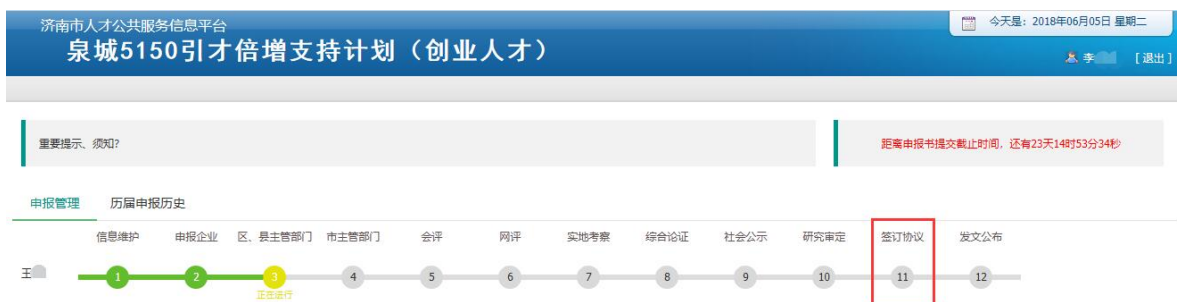 济南市人才公共服务信息平台
今天是：2018年06月05日 星期二
泉城5150引才倍增支持计划（创业人才）
李 [退出]
重要提示、须知?
距离申报书提交截止时间，还有23天14时53分34秒
申报管理 历届申报历史
信息维护 申报企业 区、县主管部门 市主管部门 会评 网评 实地考察 综合论证 社会公示 研究审定 签订协议 发文公布
王 1 2 3 4 5 6 7 8 9 10 11 12
正在进行